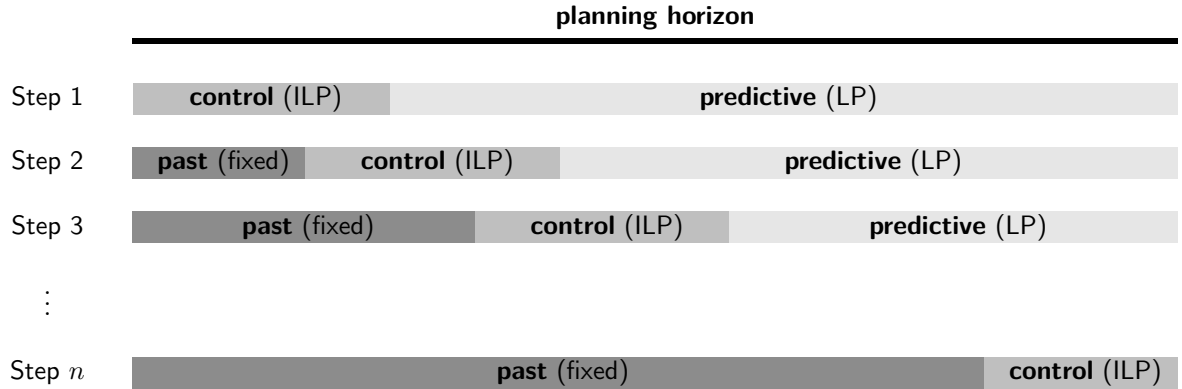 planning horizon
Step 1 control (ILP) predictive (LP)
Step 2 past (fixed) control (ILP) predictive (LP)
Step 3 past (fixed) control (ILP) predictive (LP)
⋮
Step n past (fixed) control (ILP)